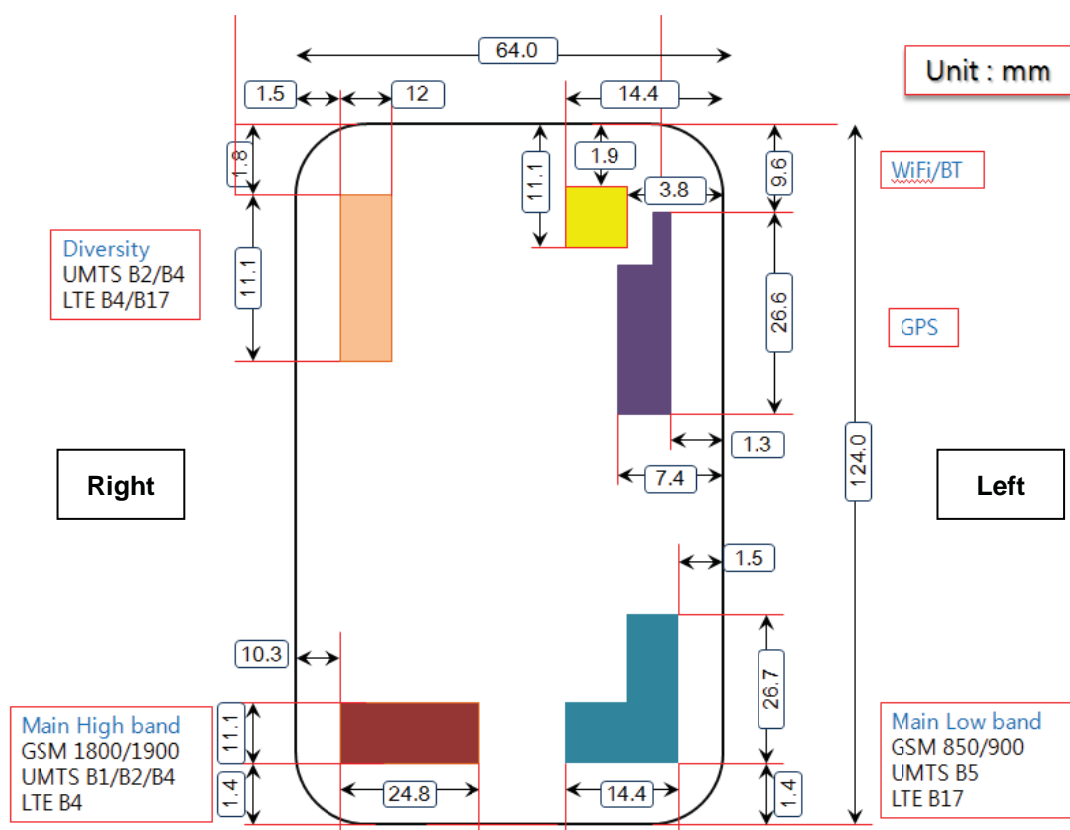 64.0
Unit : mm
1.5
12
14.4
1.8
11.1
1.9
3.8
9.6
WiFi/BT
Diversity
UMTS B2/B4
LTE B4/B17
11.1
26.6
GPS
1.3
7.4
124.0
Right
Left
1.5
10.3
26.7
Main High band
GSM 1800/1900
UMTS B1/B2/B4
LTE B4
11.1
1.4
24.8
14.4
1.4
Main Low band
GSM 850/900
UMTS B5
LTE B17